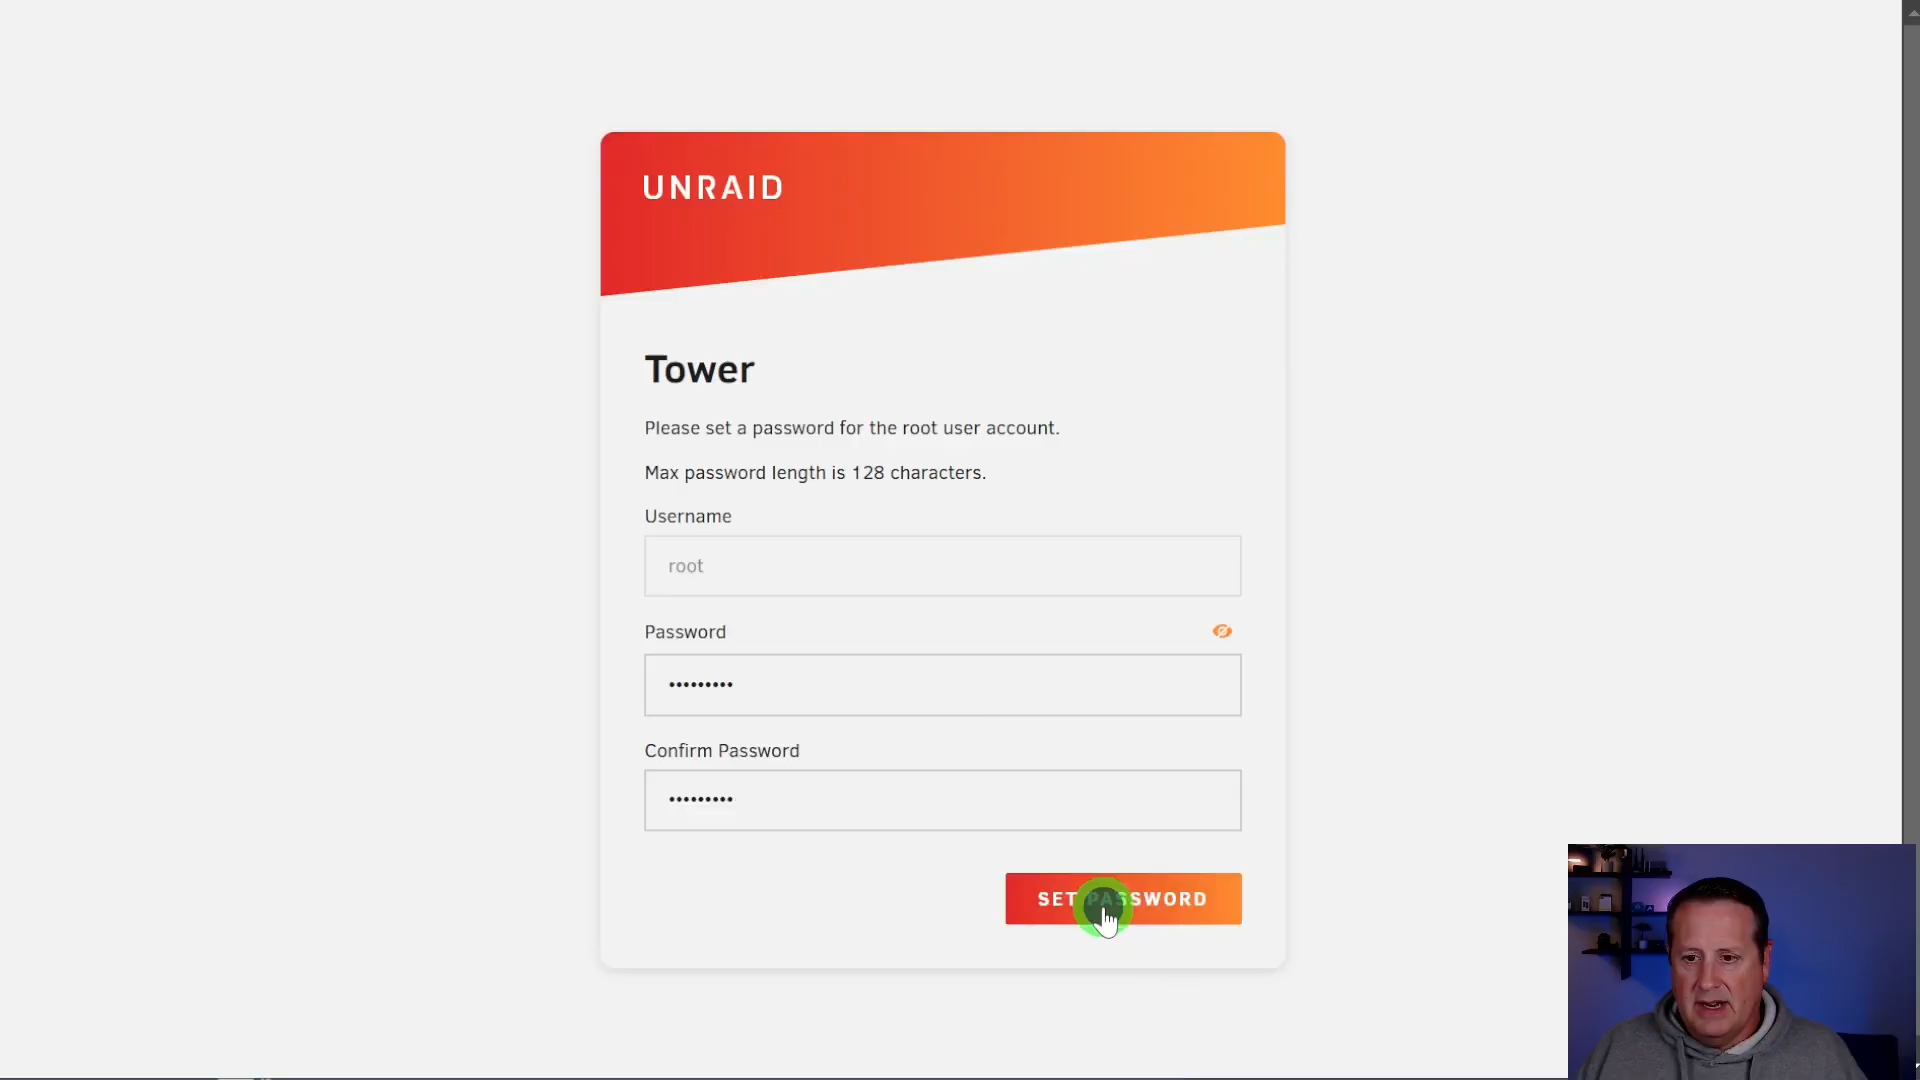 UNRAID
Tower
Please set a password for the root user account.
Max password length is 128 characters.
Username
root
Password
•••••••••
Confirm Password
•••••••••
SET PASSWORD